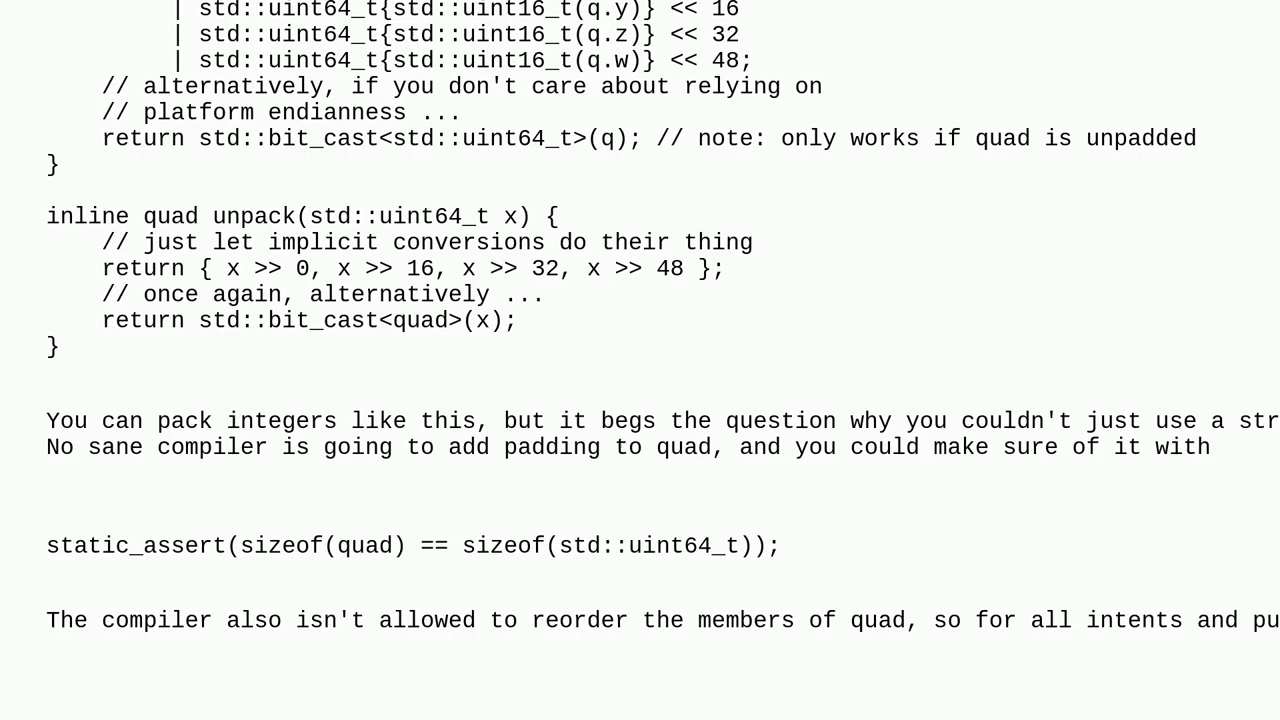 | std::uint64_t{std::uint16_t(q.y)} << 16
| std::uint64_t{std::uint16_t(q.z)} << 32
| std::uint64_t{std::uint16_t(q.w)} << 48;
// alternatively, if you don't care about relying on
// platform endianness ...
return std::bit_cast<std::uint64_t>(q); // note: only works if quad is unpadded
}
inline quad unpack(std::uint64_t x) {
// just let implicit conversions do their thing
return { x >> 0, x >> 16, x >> 32, x >> 48 };
// once again, alternatively ...
return std::bit_cast<quad>(x);
}
You can pack integers like this, but it begs the question why you couldn't just use a str
No sane compiler is going to add padding to quad, and you could make sure of it with
static_assert(sizeof(quad) == sizeof(std::uint64_t));
The compiler also isn't allowed to reorder the members of quad, so for all intents and pu